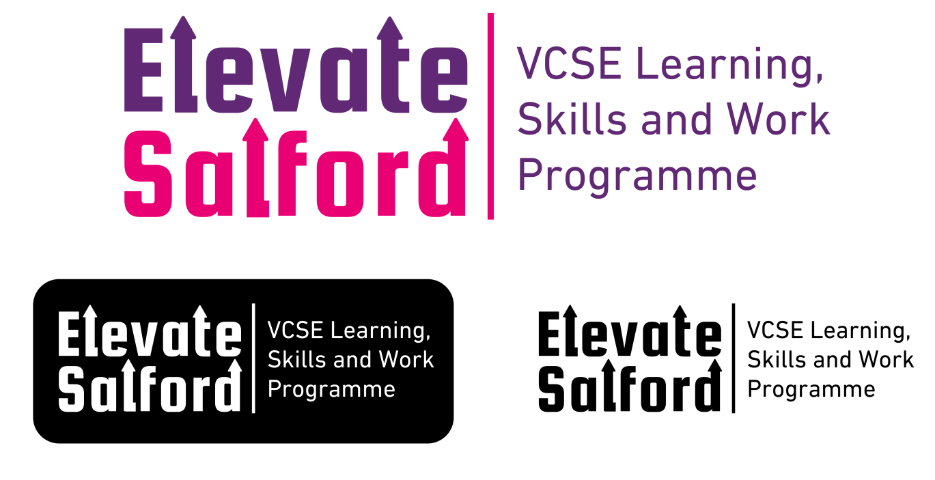 Elevate
Salford
VCSE Learning,
Skills and Work
Programme
Elevate
Salford
VCSE Learning,
Skills and Work
Programme
Elevate
Salford
VCSE Learning,
Skills and Work
Programme